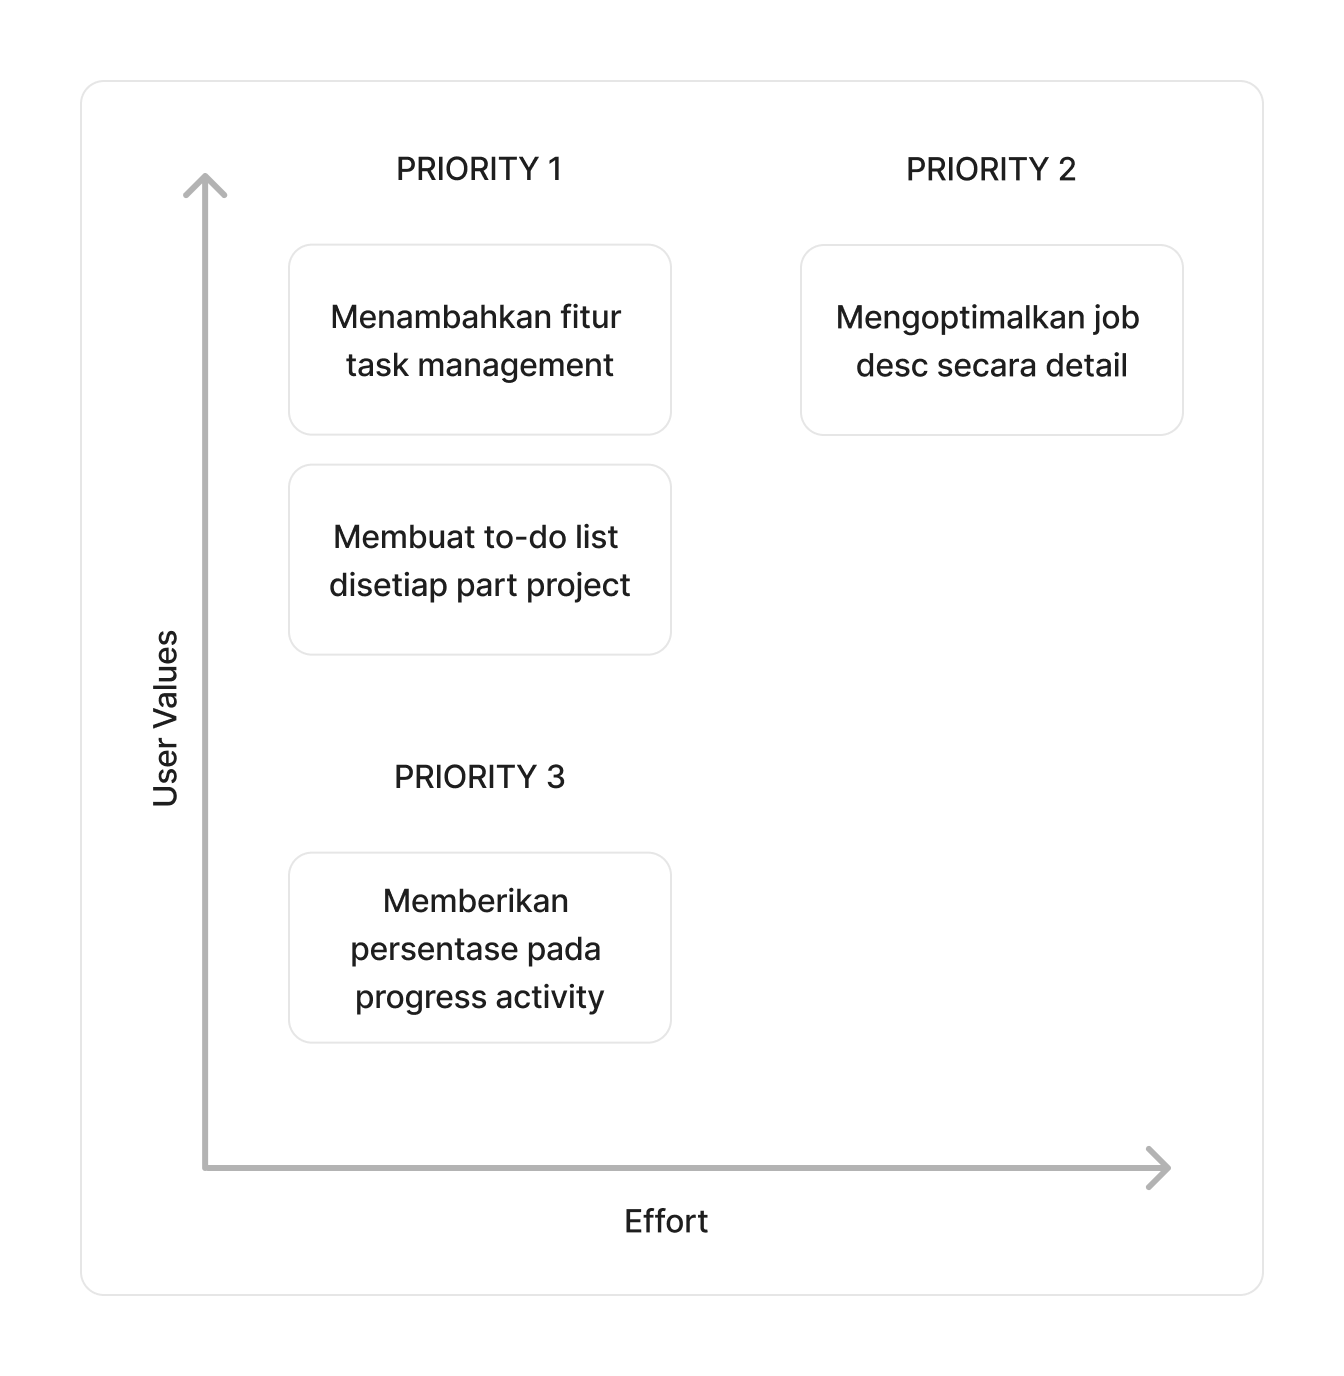 PRIORITY 1
PRIORITY 2
Menambahkan fitur
task management
Mengoptimalkan job
desc secara detail
Membuat to-do list
disetiap part project
User Values
PRIORITY 3
Memberikan
persentase pada
progress activity
Effort